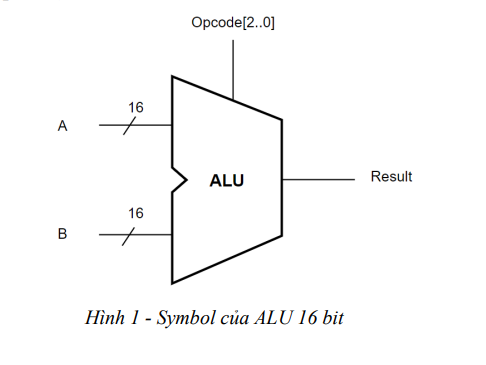 Opcode[2..0]
16
A
ALU
Result
16
B
Hình 1 - Symbol của ALU 16 bit